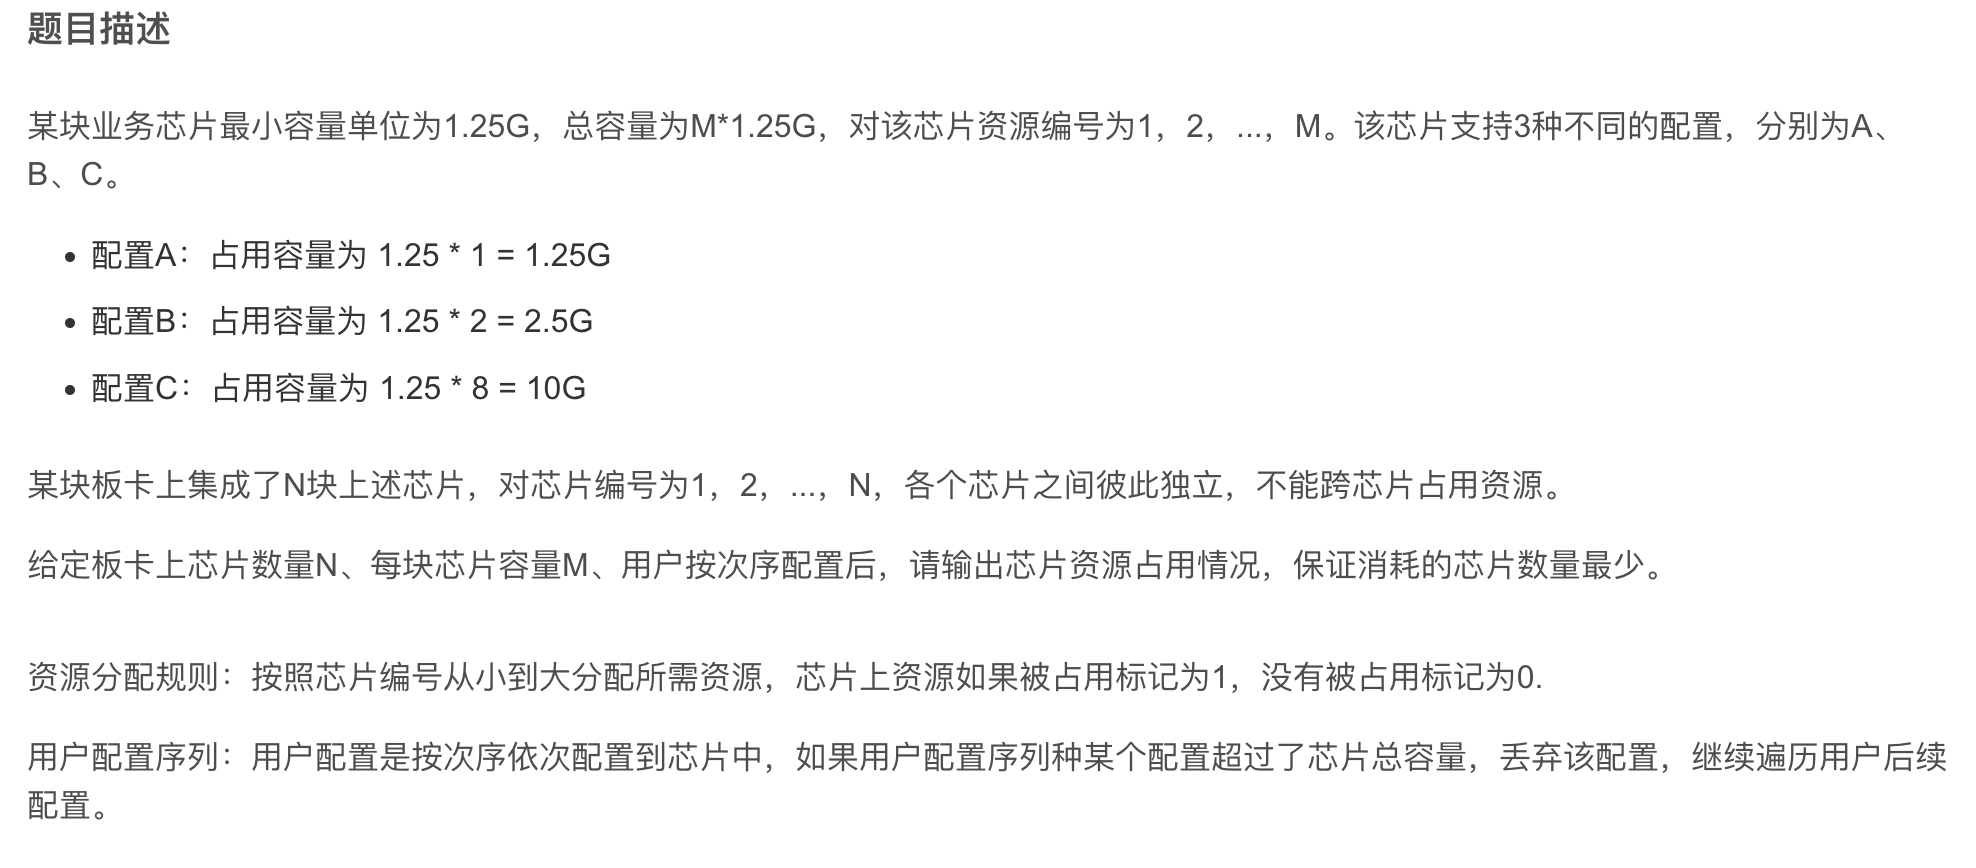 题目描述
某块业务芯片最小容量单位为1.25G，总容量为M*1.25G，对该芯片资源编号为1，2，...，M。该芯片支持3种不同的配置，分别为A、
B、C。
• 配置A：占用容量为 1.25 * 1 = 1.25G
• 配置B：占用容量为 1.25 * 2 = 2.5G
• 配置C：占用容量为 1.25 * 8 = 10G
某块板卡上集成了N块上述芯片，对芯片编号为1，2，...，N，各个芯片之间彼此独立，不能跨芯片占用资源。
给定板卡上芯片数量N、每块芯片容量M、用户按次序配置后，请输出芯片资源占用情况，保证消耗的芯片数量最少。
资源分配规则：按照芯片编号从小到大分配所需资源，芯片上资源如果被占用标记为1，没有被占用标记为0.
用户配置序列：用户配置是按次序依次配置到芯片中，如果用户配置序列种某个配置超过了芯片总容量，丢弃该配置，继续遍历用户后续
配置。